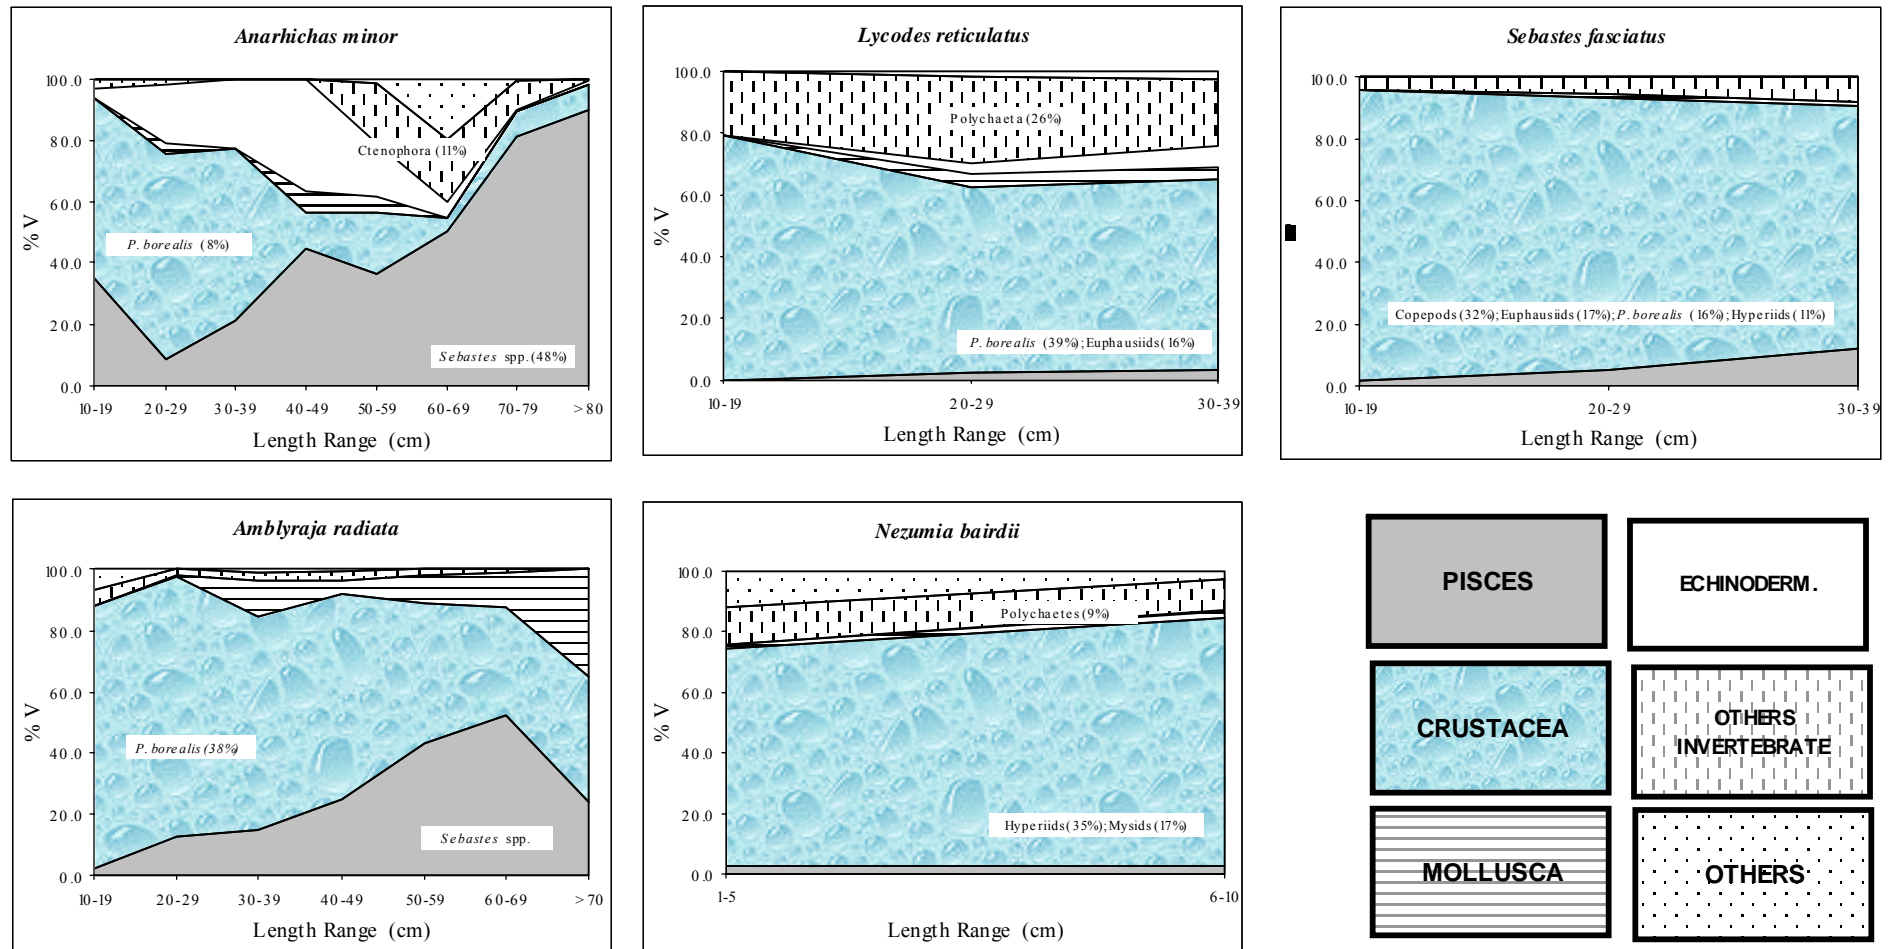 Anarhichas minor
100.0
80.0
60.0
40.0
20.0
0.0
% V
Ctenophora (11%)
P. borealis (8%)
Sebastes spp. (48%)
10-19 20-29 30-39 40-49 50-59 60-69 70-79 >80
Length Range (cm)
Lycodes reticulatus
100.0
80.0
60.0
40.0
20.0
0.0
% V
Polychaeta (26%)
P. borealis (39%); Euphausiids (16%)
10-19 20-29 30-39
Length Range (cm)
Sebastes fasciatus
100.0
80.0
60.0
40.0
20.0
0.0
Copepods (32%); Euphausiids (17%); P. borealis (16%); Hyperiids (11%)
10-19 20-29 30-39
Length Range (cm)
Amblyraja radiata
100.0
80.0
60.0
40.0
20.0
0.0
% V
P. borealis (38%)
Sebastes spp.
10-19 20-29 30-39 40-49 50-59 60-69 >70
Length Range (cm)
Nezumia bairdii
100.0
80.0
60.0
40.0
20.0
0.0
% V
Polychaetes (9%)
Hyperiids (35%); Mysids (17%)
1-5 6-10
Length Range (cm)
PISCES
ECHINODERM.
CRUSTACEA
OTHERS
INVERTEBRATE
MOLLUSCA
OTHERS